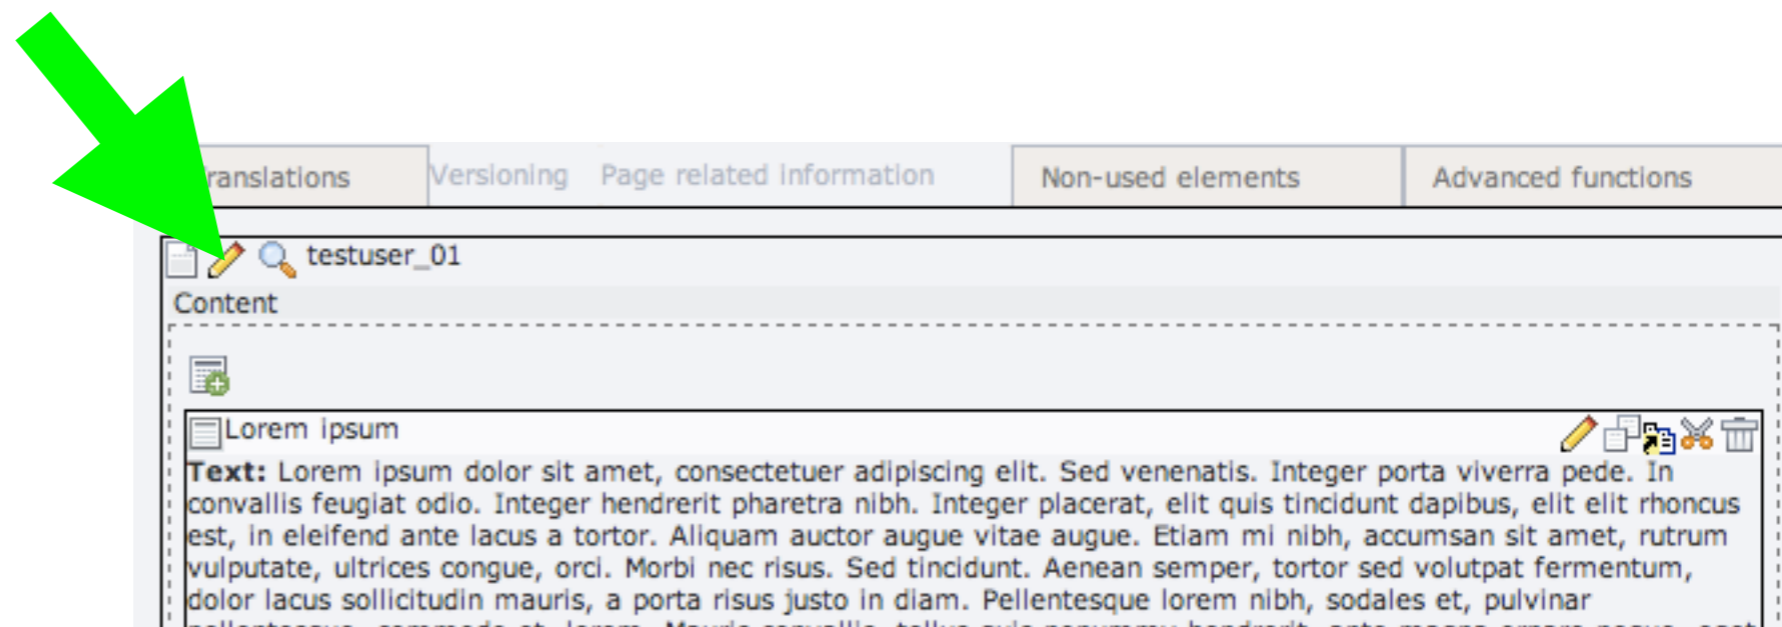 ranslations Versioning Page related information Non-used elements Advanced functions
testuser_01
Content
Lorem ipsum
Text: Lorem ipsum dolor sit amet, consectetuer adipiscing elit. Sed venenatis. Integer porta viverra pede. In
convallis feugiat odio. Integer hendrerit pharetra nibh. Integer placerat, elit quis tincidunt dapibus, elit elit rhoncus
est, in eleifend ante lacus a tortor. Aliquam auctor augue vitae augue. Etiam mi nibh, accumsan sit amet, rutrum
vulputate, ultrices congue, orci. Morbi nec risus. Sed tincidunt. Aenean semper, tortor sed volutpat fermentum,
dolor lacus sollicitudin mauris, a porta risus justo in diam. Pellentesque lorem nibh, sodales et, pulvinar